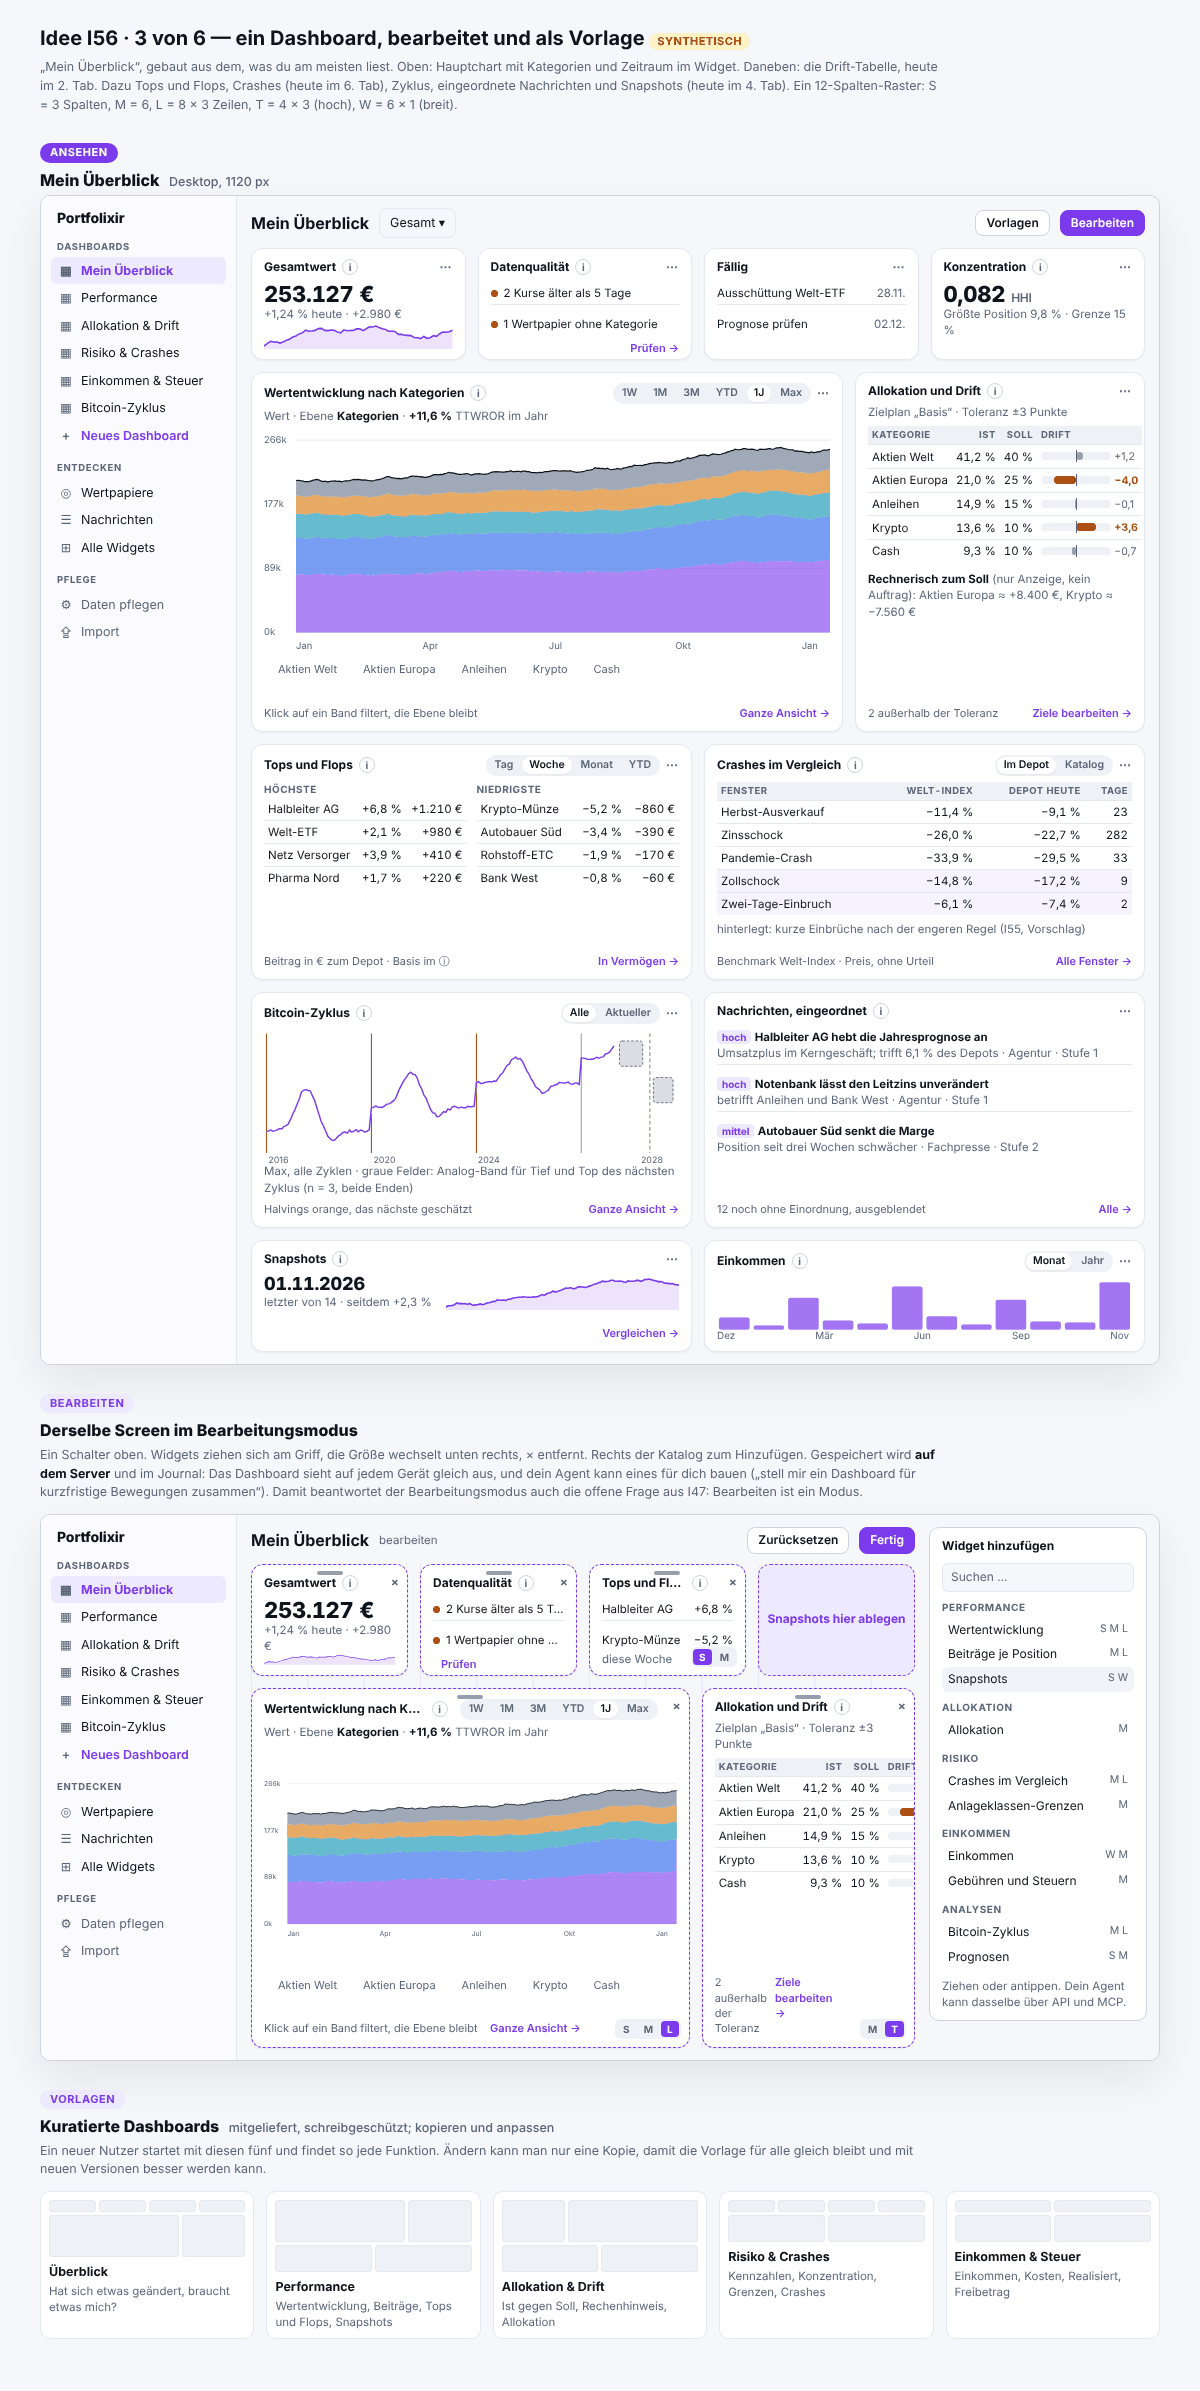 Idee I56 · 3 von 6 — ein Dashboard, bearbeitet und als Vorlage SYNTHETISCH
„Mein Überblick“, gebaut aus dem, was du am meisten liest. Oben: Hauptchart mit Kategorien und Zeitraum im Widget. Daneben: die Drift-Tabelle, heute
im 2. Tab. Dazu Tops und Flops, Crashes (heute im 6. Tab), Zyklus, eingeordnete Nachrichten und Snapshots (heute im 4. Tab). Ein 12-Spalten-Raster: S
= 3 Spalten, M = 6, L = 8 × 3 Zeilen, T = 4 × 3 (hoch), W = 6 × 1 (breit).
ANSEHEN
Mein Überblick Desktop, 1120 px
Portfolixir
DASHBOARDS
Mein Überblick
Performance
Allokation & Drift
Risiko & Crashes
Einkommen & Steuer
Bitcoin-Zyklus
+ Neues Dashboard
ENTDECKEN
Wertpapiere
Nachrichten
Alle Widgets
PFLEGE
Daten pflegen
Import
Mein Überblick Gesamt ▾ Vorlagen Bearbeiten
Gesamtwert i ···
253.127 €
+1,24 % heute · +2.980 €
Datenqualität i ···
2 Kurse älter als 5 Tage
1 Wertpapier ohne Kategorie
Prüfen →
Fällig ···
Ausschüttung Welt-ETF 28.11.
Prognose prüfen 02.12.
Konzentration i ···
0,082 HHI
Größte Position 9,8 % · Grenze 15
%
Wertentwicklung nach Kategorien i 1W 1M 3M YTD 1J Max ···
Wert · Ebene Kategorien · +11,6 % TTWROR im Jahr
266k
177k
89k
0k
Jan Apr Jul Okt Jan
Aktien Welt Aktien Europa Anleihen Krypto Cash
Klick auf ein Band filtert, die Ebene bleibt Ganze Ansicht →
Allokation und Drift i ···
Zielplan „Basis“ · Toleranz ±3 Punkte
KATEGORIE IST SOLL DRIFT
Aktien Welt 41,2 % 40 % +1,2
Aktien Europa 21,0 % 25 % −4,0
Anleihen 14,9 % 15 % −0,1
Krypto 13,6 % 10 % +3,6
Cash 9,3 % 10 % −0,7
Rechnerisch zum Soll (nur Anzeige, kein
Auftrag): Aktien Europa ≈ +8.400 €, Krypto ≈
−7.560 €
2 außerhalb der Toleranz Ziele bearbeiten →
Tops und Flops i Tag Woche Monat YTD ···
HÖCHSTE NIEDRIGSTE
Halbleiter AG +6,8 % +1.210 € Krypto-Münze −5,2 % −860 €
Welt-ETF +2,1 % +980 € Autobauer Süd −3,4 % −390 €
Netz Versorger +3,9 % +410 € Rohstoff-ETC −1,9 % −170 €
Pharma Nord +1,7 % +220 € Bank West −0,8 % −60 €
Beitrag in € zum Depot · Basis im ⓘ In Vermögen →
Crashes im Vergleich i Im Depot Katalog ···
FENSTER WELT-INDEX DEPOT HEUTE TAGE
Herbst-Ausverkauf −11,4 % −9,1 % 23
Zinsschock −26,0 % −22,7 % 282
Pandemie-Crash −33,9 % −29,5 % 33
Zollschock −14,8 % −17,2 % 9
Zwei-Tage-Einbruch −6,1 % −7,4 % 2
hinterlegt: kurze Einbrüche nach der engeren Regel (I55, Vorschlag)
Benchmark Welt-Index · Preis, ohne Urteil Alle Fenster →
Bitcoin-Zyklus i Alle Aktueller ···
2016 2020 2024 2028
Max, alle Zyklen · graue Felder: Analog-Band für Tief und Top des nächsten
Zyklus (n = 3, beide Enden)
Halvings orange, das nächste geschätzt Ganze Ansicht →
Nachrichten, eingeordnet i ···
hoch Halbleiter AG hebt die Jahresprognose an
Umsatzplus im Kerngeschäft; trifft 6,1 % des Depots · Agentur · Stufe 1
hoch Notenbank lässt den Leitzins unverändert
betrifft Anleihen und Bank West · Agentur · Stufe 1
mittel Autobauer Süd senkt die Marge
Position seit drei Wochen schwächer · Fachpresse · Stufe 2
12 noch ohne Einordnung, ausgeblendet Alle →
Snapshots i ···
01.11.2026
letzter von 14 · seitdem +2,3 %
Vergleichen →
Einkommen i Monat Jahr ···
Dez Mär Jun Sep Nov
BEARBEITEN
Derselbe Screen im Bearbeitungsmodus
Ein Schalter oben. Widgets ziehen sich am Griff, die Größe wechselt unten rechts, × entfernt. Rechts der Katalog zum Hinzufügen. Gespeichert wird auf
dem Server und im Journal: Das Dashboard sieht auf jedem Gerät gleich aus, und dein Agent kann eines für dich bauen („stell mir ein Dashboard für
kurzfristige Bewegungen zusammen“). Damit beantwortet der Bearbeitungsmodus auch die offene Frage aus I47: Bearbeiten ist ein Modus.
Portfolixir
DASHBOARDS
Mein Überblick
Performance
Allokation & Drift
Risiko & Crashes
Einkommen & Steuer
Bitcoin-Zyklus
+ Neues Dashboard
ENTDECKEN
Wertpapiere
Nachrichten
Alle Widgets
PFLEGE
Daten pflegen
Import
Mein Überblick bearbeiten Zurücksetzen Fertig
Gesamtwert i ×
253.127 €
+1,24 % heute · +2.980
€
Datenqualität i ×
2 Kurse älter als 5 T...
1 Wertpapier ohne ...
Prüfen
Tops und Fl... i ×
Halbleiter AG +6,8 %
Krypto-Münze −5,2 %
diese Woche S M
Snapshots hier ablegen
Wertentwicklung nach K... i 1W 1M 3M YTD 1J Max ×
Wert · Ebene Kategorien · +11,6 % TTWROR im Jahr
266k
177k
89k
0k
Jan Apr Jul Okt Jan
Aktien Welt Aktien Europa Anleihen Krypto Cash
Klick auf ein Band filtert, die Ebene bleibt Ganze Ansicht → S M L
Allokation und Drift i ×
Zielplan „Basis“ · Toleranz ±3
Punkte
KATEGORIE IST SOLL DRIFT
Aktien Welt 41,2 % 40 %
Aktien Europa 21,0 % 25 %
Anleihen 14,9 % 15 %
Krypto 13,6 % 10 %
Cash 9,3 % 10 %
2 außerhalb der Toleranz
Ziele bearbeiten →
M T
Widget hinzufügen
Suchen ...
PERFORMANCE
Wertentwicklung S M L
Beiträge je Position M L
Snapshots S W
ALLOKATION
Allokation M
RISIKO
Crashes im Vergleich M L
Anlageklassen-Grenzen M
EINKOMMEN
Einkommen W M
Gebühren und Steuern M
ANALYSEN
Bitcoin-Zyklus M L
Prognosen S M
Ziehen oder antippen. Dein Agent
kann dasselbe über API und MCP.
VORLAGEN
Kuratierte Dashboards mitgeliefert, schreibgeschützt; kopieren und anpassen
Ein neuer Nutzer startet mit diesen fünf und findet so jede Funktion. Ändern kann man nur eine Kopie, damit die Vorlage für alle gleich bleibt und mit
neuen Versionen besser werden kann.
Überblick
Hat sich etwas geändert, braucht
etwas mich?
Performance
Wertentwicklung, Beiträge, Tops
und Flops, Snapshots
Allokation & Drift
Ist gegen Soll, Rechenhinweis,
Allokation
Risiko & Crashes
Kennzahlen, Konzentration,
Grenzen, Crashes
Einkommen & Steuer
Einkommen, Kosten, Realisiert,
Freibetrag